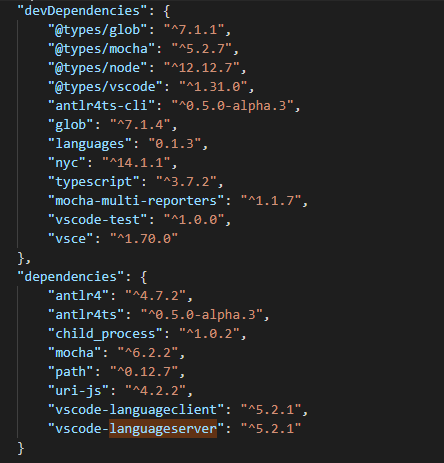 "devDependencies": {
"@types/glob": "^7.1.1",
"@types/mocha": "^5.2.7",
"@types/node": "^12.12.7",
"@types/vscode": "^1.31.0",
"antlr4ts-cli": "^0.5.0-alpha.3",
"glob": "^7.1.4",
"languages": "0.1.3",
"nyc": "^14.1.1",
"typescript": "^3.7.2",
"mocha-multi-reporters": "^1.1.7",
"vscode-test": "^1.0.0",
"vsce": "^1.70.0"
},
"dependencies": {
"antlr4": "^4.7.2",
"antlr4ts": "^0.5.0-alpha.3",
"child_process": "^1.0.2",
"mocha": "^6.2.2",
"path": "^0.12.7",
"uri-js": "^4.2.2",
"vscode-languageclient": "^5.2.1",
"vscode-languageserver": "^5.2.1"
}